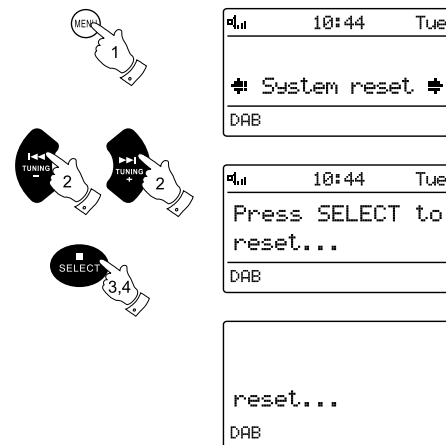 MENU
1
TUNING
−
2
TUNING
+
2
SELECT
3,4
10:44 Tue
System reset
DAB
10:44 Tue
Press SELECT to
reset...
DAB
reset...
DAB